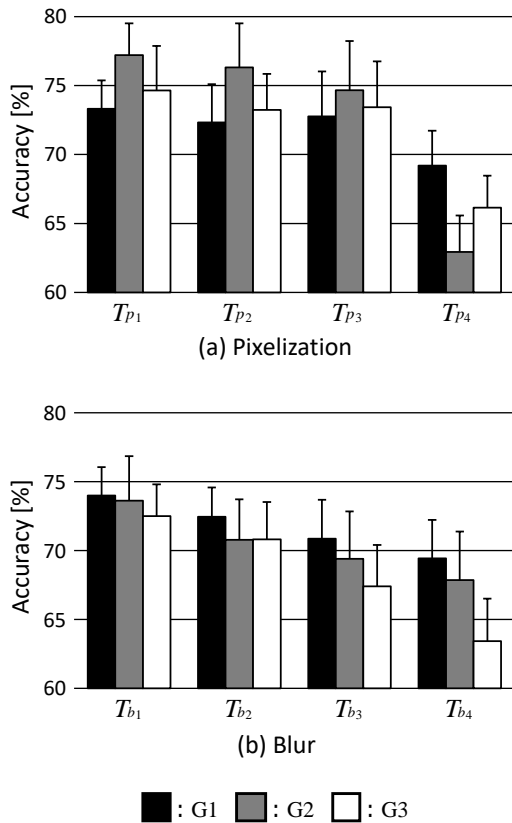 80
75
70
65
60
Accuracy [%]
Tp1 Tp2 Tp3 Tp4
(a) Pixelization
80
75
70
65
60
Accuracy [%]
Tb1 Tb2 Tb3 Tb4
(b) Blur
: G1 : G2 : G3